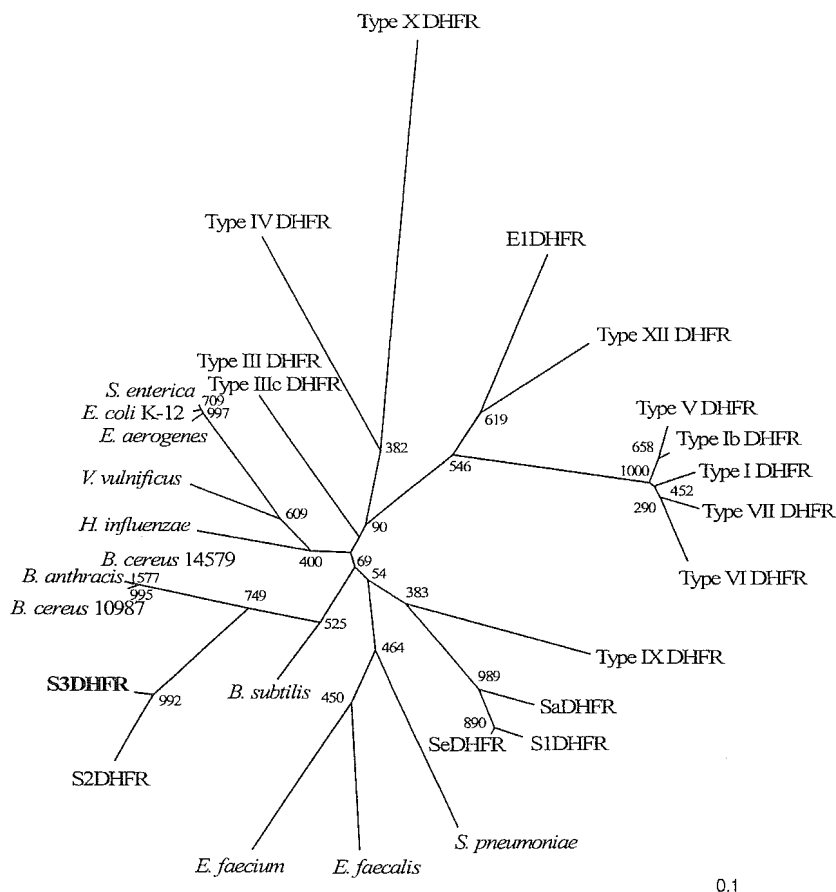 Type X DHFR
Type IV DHFR
E1DHFR
Type XII DHFR
Type III DHFR
Type IIIc DHFR
S. enterica
709
E. coli K-12
997
E. aerogenes
Type V DHFR
658
Type Ib DHFR
382
619
546
1000
Type I DHFR
452
V. vulnificus
290
Type VII DHFR
609
H. influenzae
90
B. cereus 14579
400
69
Type VI DHFR
B. anthracis
1577
54
995
B. cereus 10987
749
383
525
464
Type IX DHFR
S3DHFR
992
B. subtilis
450
989
SaDHFR
890
SeDHFR
S1DHFR
S2DHFR
S. pneumoniae
E. faecium
E. faecalis
0.1